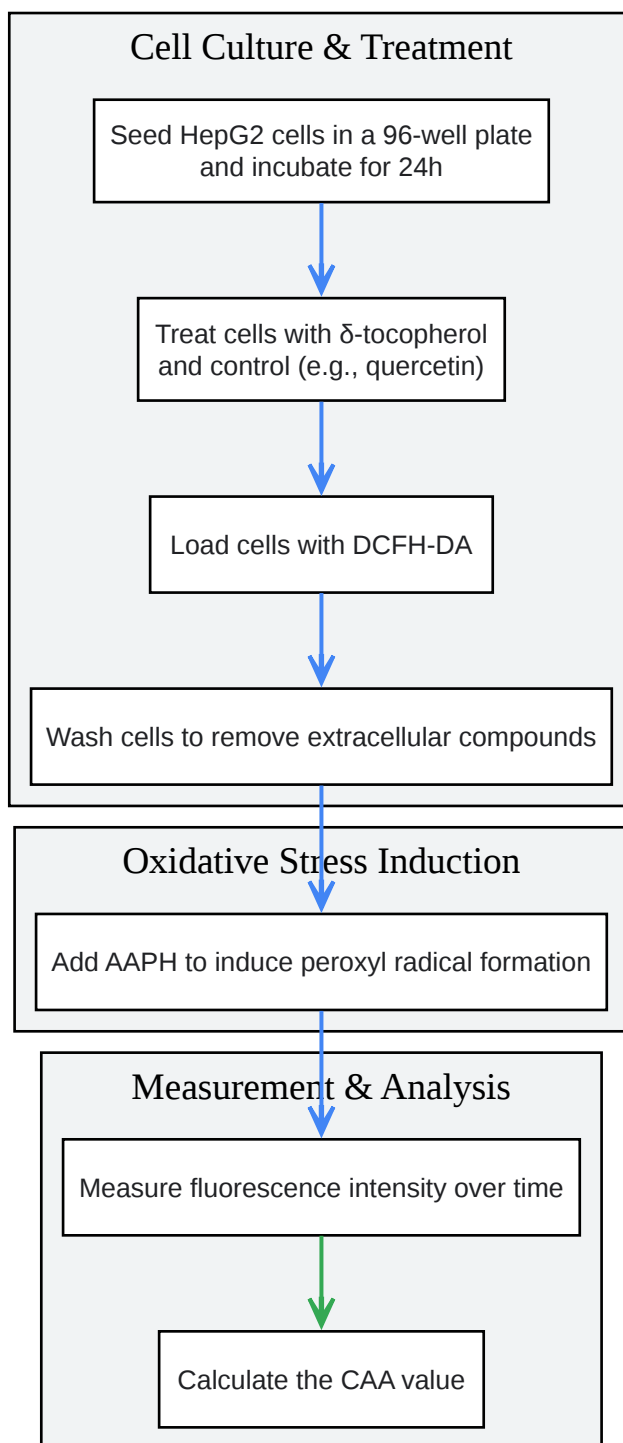 Cell Culture & Treatment
Seed HepG2 cells in a 96-well plate
and incubate for 24h
Treat cells with δ-tocopherol
and control (e.g., quercetin)
Load cells with DCFH-DA
Wash cells to remove extracellular compounds
Oxidative Stress Induction
Add AAPH to induce peroxyl radical formation
Measurement & Analysis
Measure fluorescence intensity over time
Calculate the CAA value